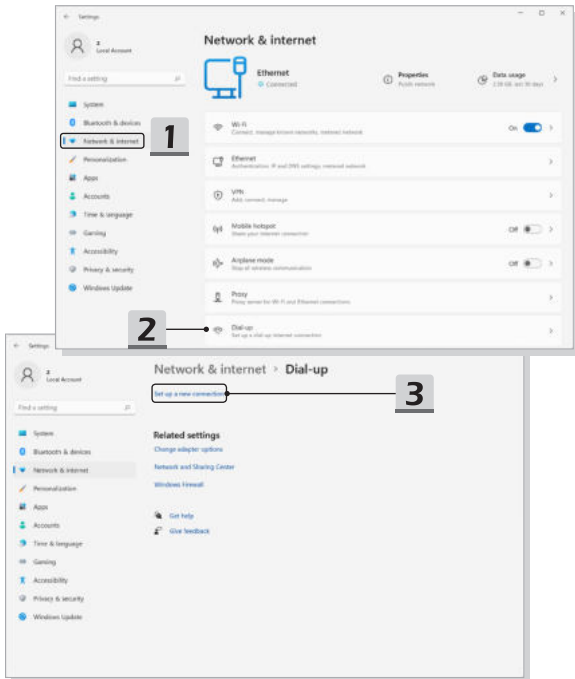 Settings
2
Local Account
Find a setting
System
Bluetooth & devices
Network & internet
Personalization
Apps
Accounts
Time & language
Gaming
Accessibility
Privacy & security
Windows Update
1
2
Network & internet
Ethernet
Connected
Properties
Public network
Data usage
Wi-Fi
Connect, manage known networks, metered network
On
Ethernet
Authentication, IP and DNS settings, metered network
VPN
Add, connect, manage
Mobile hotspot
Share your internet connection
Off
Airplane mode
Stop all wireless communication
Off
Proxy
Proxy server for Wi-Fi and Ethernet connections
Dial-up
Set up a dial-up internet connection
Settings
2
Local Account
Find a setting
System
Bluetooth & devices
Network & internet
Personalization
Apps
Accounts
Time & language
Gaming
Accessibility
Privacy & security
Windows Update
Network & internet > Dial-up
Set up a new connection
3
Related settings
Change adapter options
Network and Sharing Center
Windows Firewall
Get help
Give feedback